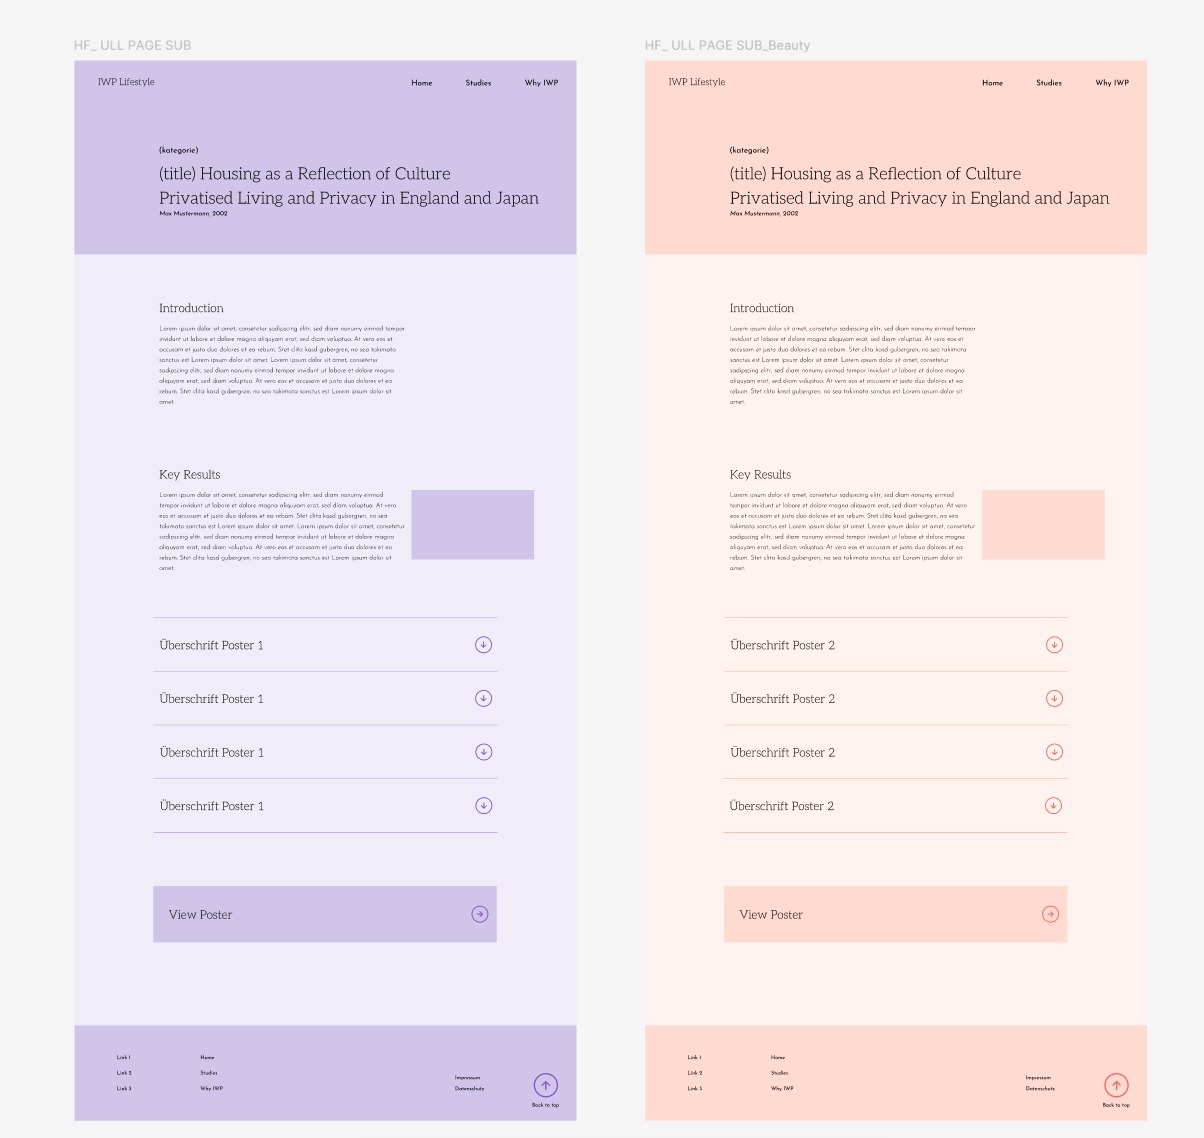 HF_ ULL PAGE SUB
IWP Lifestyle
Home
Studies
Why IWP
(kategorie)
(title) Housing as a Reflection of Culture
Privatised Living and Privacy in England and Japan
Max Mustermann, 2002
Introduction
Lorem ipsum dolor sit amet, consetetur sadipscing elitr, sed diam nonumy eirmod tempor
invidunt ut labore et dolore magna aliquyam erat, sed diam voluptua. At vero eos et
accusam et justo duo dolores et ea rebum. Stet clita kasd gubergren, no sea takimata
sanctus est Lorem ipsum dolor sit amet. Lorem ipsum dolor sit amet, consetetur
sadipscing elitr, sed diam nonumy eirmod tempor invidunt ut labore et dolore magna
aliquyam erat, sed diam voluptua. At vero eos et accusam et justo duo dolores et ea
rebum. Stet clita kasd gubergren, no sea takimata sanctus est Lorem ipsum dolor sit
amet.
Key Results
Lorem ipsum dolor sit amet, consetetur sadipscing elitr, sed diam nonumy eirmod
tempor invidunt ut labore et dolore magna aliquyam erat, sed diam voluptua. At vero
eos et accusam et justo duo dolores et ea rebum. Stet clita kasd gubergren, no sea
takimata sanctus est Lorem ipsum dolor sit amet. Lorem ipsum dolor sit amet, consetetur
sadipscing elitr, sed diam nonumy eirmod tempor invidunt ut labore et dolore magna
aliquyam erat, sed diam voluptua. At vero eos et accusam et justo duo dolores et ea
rebum. Stet clita kasd gubergren, no sea takimata sanctus est Lorem ipsum dolor sit
amet.
Überschrift Poster 1
Überschrift Poster 1
Überschrift Poster 1
Überschrift Poster 1
View Poster
Link 1
Link 2
Link 3
Home
Studies
Why IWP
Impressum
Datenschutz
Back to top
HF_ ULL PAGE SUB_Beauty
IWP Lifestyle
Home
Studies
Why IWP
(kategorie)
(title) Housing as a Reflection of Culture
Privatised Living and Privacy in England and Japan
Max Mustermann, 2002
Introduction
Lorem ipsum dolor sit amet, consetetur sadipscing elitr, sed diam nonumy eirmod tempor
invidunt ut labore et dolore magna aliquyam erat, sed diam voluptua. At vero eos et
accusam et justo duo dolores et ea rebum. Stet clita kasd gubergren, no sea takimata
sanctus est Lorem ipsum dolor sit amet. Lorem ipsum dolor sit amet, consetetur
sadipscing elitr, sed diam nonumy eirmod tempor invidunt ut labore et dolore magna
aliquyam erat, sed diam voluptua. At vero eos et accusam et justo duo dolores et ea
rebum. Stet clita kasd gubergren, no sea takimata sanctus est Lorem ipsum dolor sit
amet.
Key Results
Lorem ipsum dolor sit amet, consetetur sadipscing elitr, sed diam nonumy eirmod
tempor invidunt ut labore et dolore magna aliquyam erat, sed diam voluptua. At vero
eos et accusam et justo duo dolores et ea rebum. Stet clita kasd gubergren, no sea
takimata sanctus est Lorem ipsum dolor sit amet. Lorem ipsum dolor sit amet, consetetur
sadipscing elitr, sed diam nonumy eirmod tempor invidunt ut labore et dolore magna
aliquyam erat, sed diam voluptua. At vero eos et accusam et justo duo dolores et ea
rebum. Stet clita kasd gubergren, no sea takimata sanctus est Lorem ipsum dolor sit
amet.
Überschrift Poster 2
Überschrift Poster 2
Überschrift Poster 2
Überschrift Poster 2
View Poster
Link 1
Link 2
Link 3
Home
Studies
Why IWP
Impressum
Datenschutz
Back to top